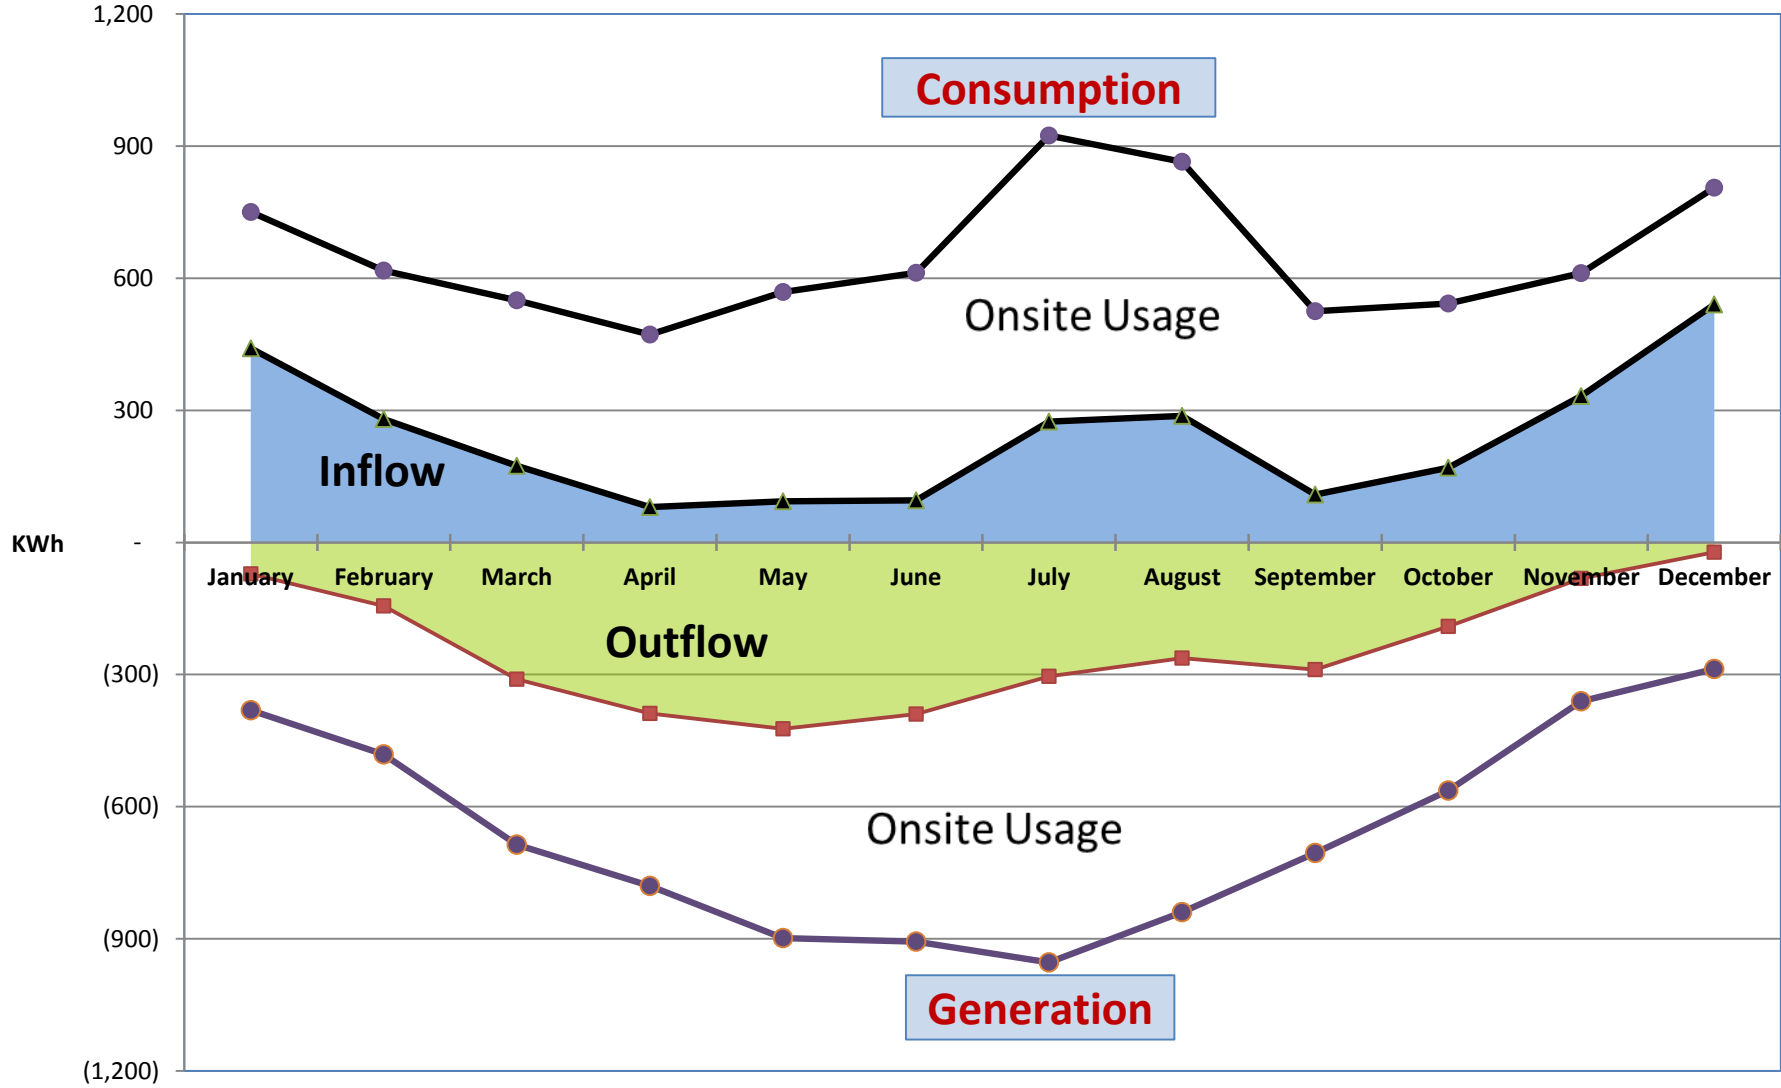 1,200
Consumption
900
600
Onsite Usage
300
Inflow
KWh -
January February March April May June July August September October November December
Outflow
(300)
(600)
Onsite Usage
(900)
Generation
(1,200)